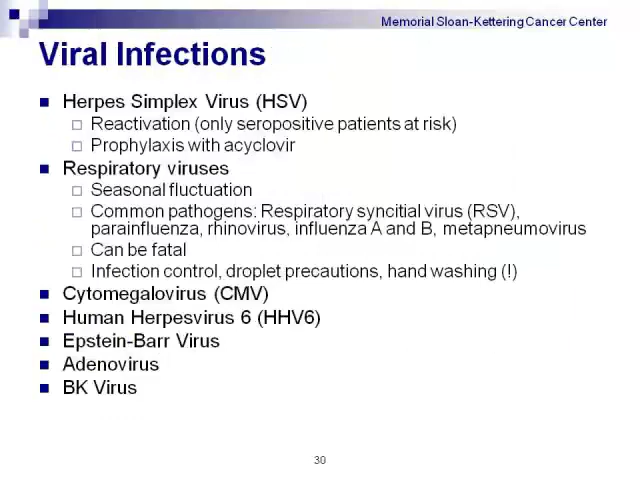 Memorial Sloan-Kettering Cancer Center
Viral Infections
Herpes Simplex Virus (HSV)
Reactivation (only seropositive patients at risk)
Prophylaxis with acyclovir
Respiratory viruses
Seasonal fluctuation
Common pathogens: Respiratory syncitial virus (RSV),
parainfluenza, rhinovirus, influenza A and B, metapneumovirus
Can be fatal
Infection control, droplet precautions, hand washing (!)
Cytomegalovirus (CMV)
Human Herpesvirus 6 (HHV6)
Epstein-Barr Virus
Adenovirus
BK Virus
30